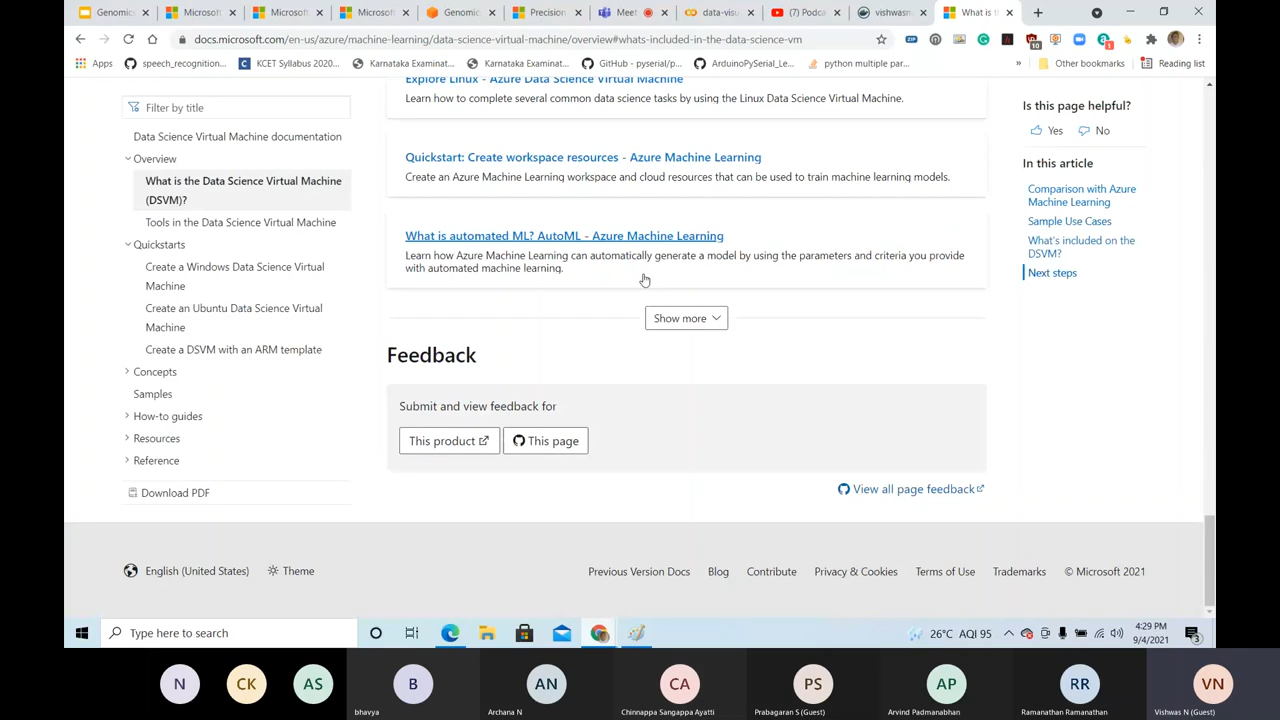 Genomics
Microsof
Microsof
Microsof
Genomic
Precision
Meet
data-visu
(7) Podca
vishwasn
What is t
docs.microsoft.com/en-us/azure/machine-learning/data-science-virtual-machine/overview#whats-included-in-the-data-science-vm
Apps
speech_recognition...
KCET Syllabus 2020...
Karnataka Examinat...
Karnataka Examinat...
GitHub - pyserial/p...
ArduinoPySerial_Le...
python multiple par...
»
Other bookmarks
Reading list
Filter by title
Data Science Virtual Machine documentation
Overview
What is the Data Science Virtual Machine
(DSVM)?
Tools in the Data Science Virtual Machine
Quickstarts
Create a Windows Data Science Virtual
Machine
Create an Ubuntu Data Science Virtual
Machine
Create a DSVM with an ARM template
Concepts
Samples
How-to guides
Resources
Reference
Download PDF
Explore Linux - Azure Data Science Virtual Machine
Learn how to complete several common data science tasks by using the Linux Data Science Virtual Machine.
Quickstart: Create workspace resources - Azure Machine Learning
Create an Azure Machine Learning workspace and cloud resources that can be used to train machine learning models.
What is automated ML? AutoML - Azure Machine Learning
Learn how Azure Machine Learning can automatically generate a model by using the parameters and criteria you provide
with automated machine learning.
Show more
Feedback
Submit and view feedback for
This product
This page
View all page feedback
Is this page helpful?
Yes
No
In this article
Comparison with Azure
Machine Learning
Sample Use Cases
What's included on the
DSVM?
Next steps
English (United States)
Theme
Previous Version Docs
Blog
Contribute
Privacy & Cookies
Terms of Use
Trademarks
© Microsoft 2021
Type here to search
26°C AQI 95
4:29 PM
9/4/2021
N
CK
AS
B
bhavya
AN
Archana N
CA
Chinnappa Sangappa Ayatti
PS
Prabagaran S (Guest)
AP
Arvind Padmanabhan
RR
Ramanathan Ramanathan
VN
Vishwas N (Guest)